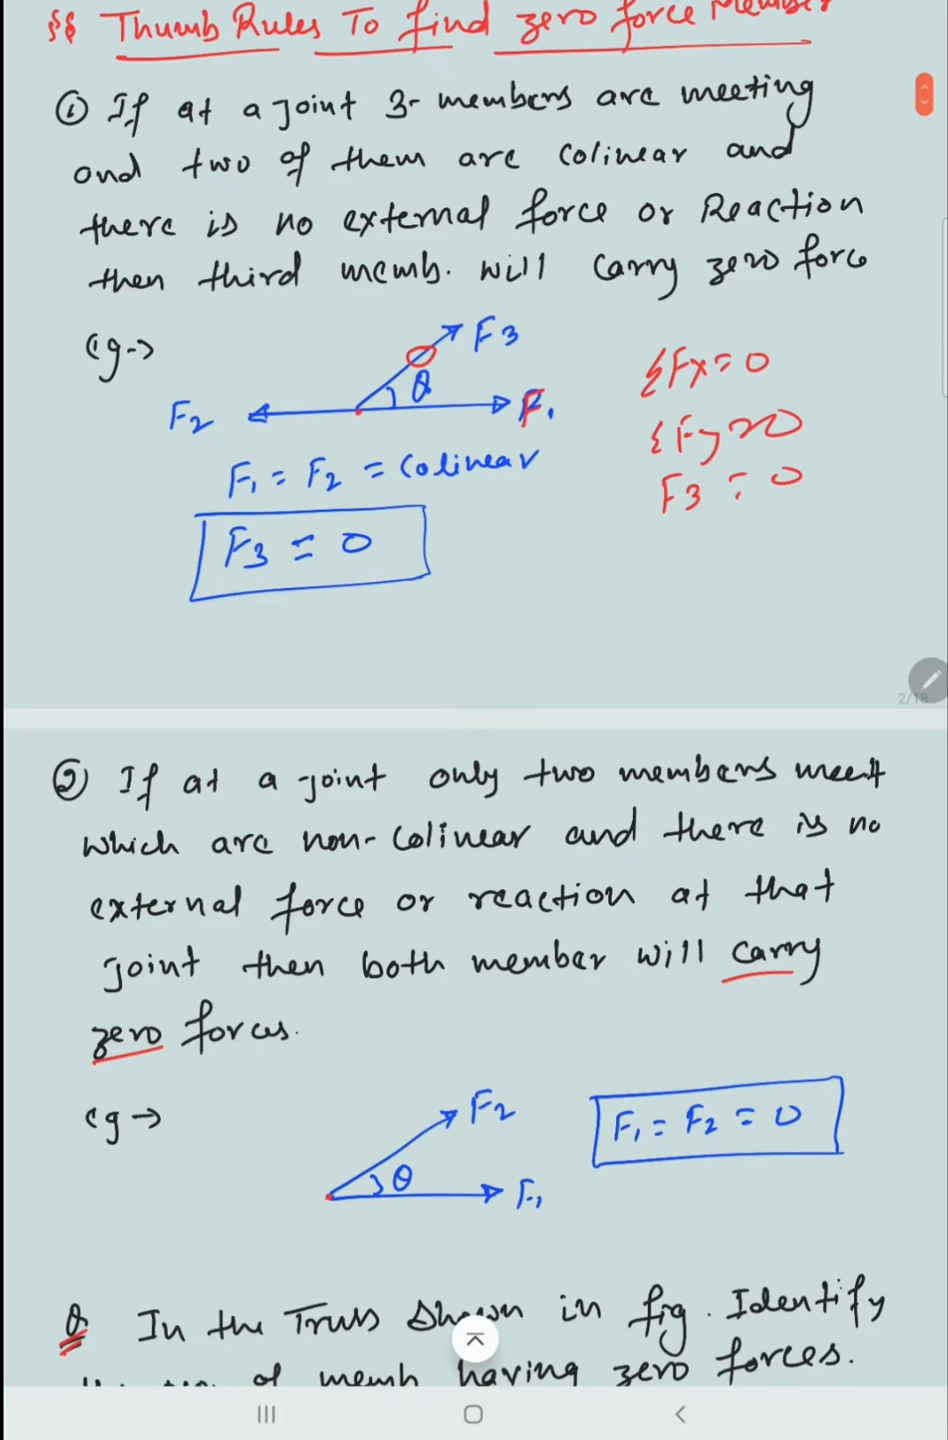 §§ Thumb Rules To find zero force Member
① If at a joint 3- members are meeting
and two of them are colinear and
there is no external force or Reaction
then third memb. will carry zero force
eg->
F3
θ
F2
F1
ΣFx=0
ΣFy=0
F3=0
F1 = F2 = Colinear
F3 = 0
2/18
② If at a joint only two members meet
which are non-colinear and there is no
external force or reaction at that
joint then both member will carry
zero forces.
eg→
F2
θ
F1
F1 = F2 = 0
Q In the Truss shown in fig. Identify
of memb having zero forces.